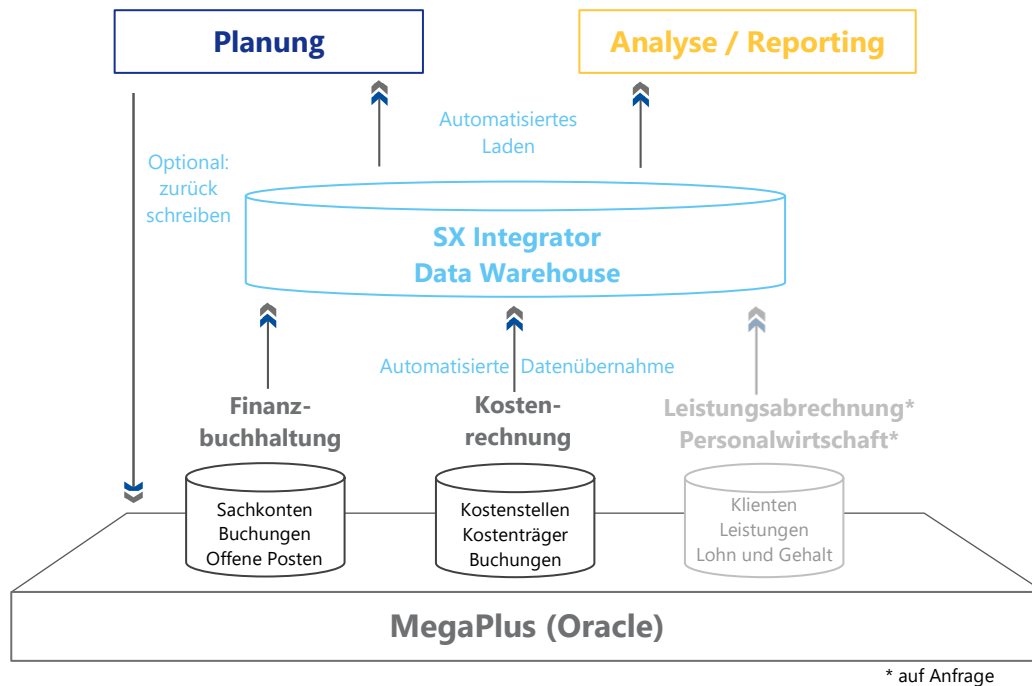 Planung
Analyse / Reporting
Automatisiertes
Laden
Optional:
zurück
schreiben
SX Integrator
Data Warehouse
Automatisierte Datenübernahme
Finanz-
buchhaltung
Kosten-
rechnung
Leistungsabrechnung*
Personalwirtschaft*
Sachkonten
Buchungen
Offene Posten
Kostenstellen
Kostenträger
Buchungen
Klienten
Leistungen
Lohn und Gehalt
MegaPlus (Oracle)
* auf Anfrage